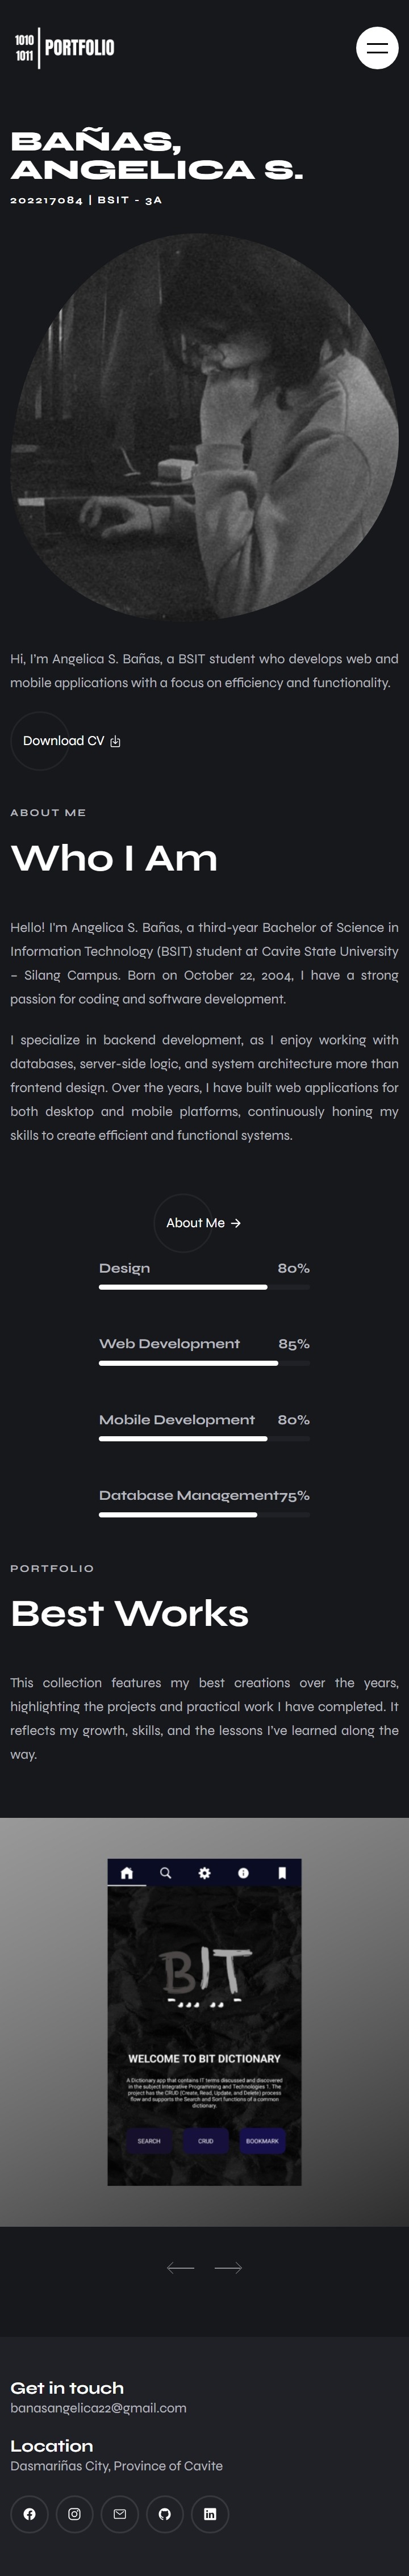 1010
1011
PORTFOLIO
BAÑAS,
ANGELICA S.
202217084 | BSIT - 3A
Hi, I'm Angelica S. Bañas, a BSIT student who develops web and
mobile applications with a focus on efficiency and functionality.
Download CV
ABOUT ME
Who I Am
Hello! I'm Angelica S. Bañas, a third-year Bachelor of Science in
Information Technology (BSIT) student at Cavite State University
– Silang Campus. Born on October 22, 2004, I have a strong
passion for coding and software development.
I specialize in backend development, as I enjoy working with
databases, server-side logic, and system architecture more than
frontend design. Over the years, I have built web applications for
both desktop and mobile platforms, continuously honing my
skills to create efficient and functional systems.
About Me
Design 80%
Web Development 85%
Mobile Development 80%
Database Management75%
PORTFOLIO
Best Works
This collection features my best creations over the years,
highlighting the projects and practical work I have completed. It
reflects my growth, skills, and the lessons I've learned along the
way.
BIT
WELCOME TO BIT DICTIONARY
A Dictionary app that contains IT terms discussed and discovered
in the subject Integrative Programming and Technologies 1. The
project has the CRUD (Create, Read, Update, and Delete) process
flow and supports the Search and Sort functions of a common
dictionary.
SEARCH CRUD BOOKMARK
Get in touch
banasangelica22@gmail.com
Location
Dasmariñas City, Province of Cavite